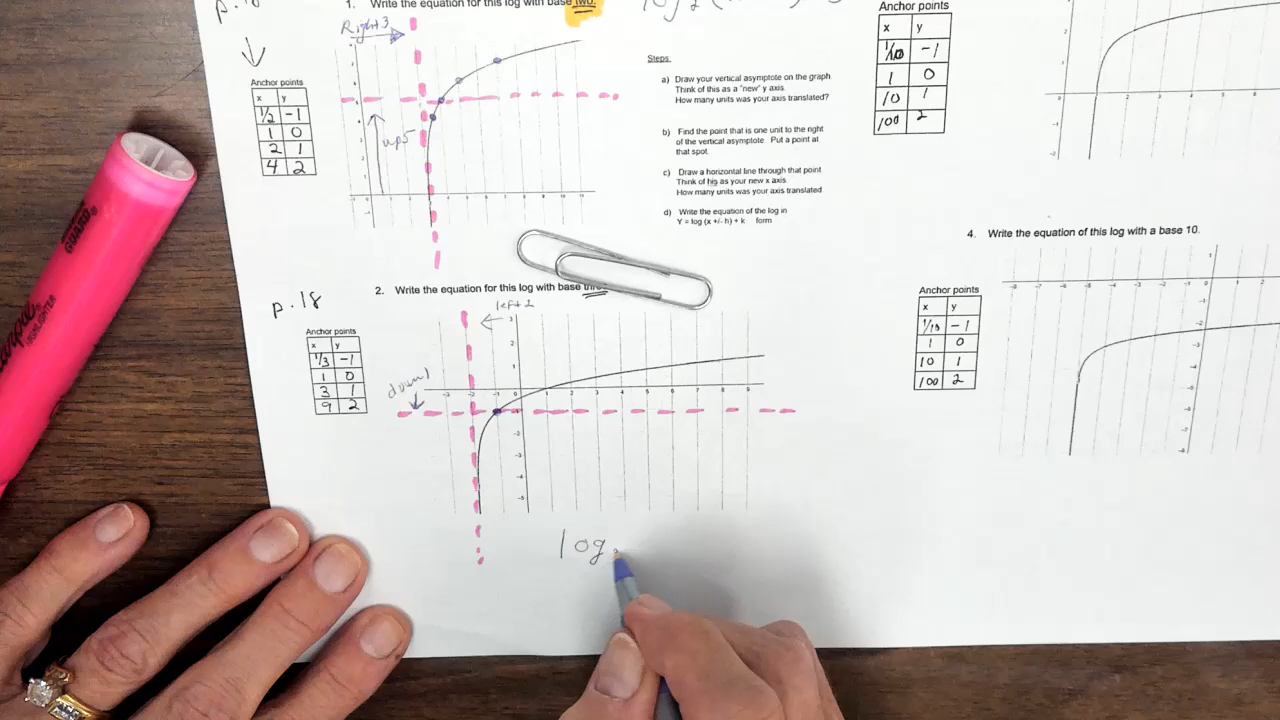 p.18
1. Write the equation for this log with base two.
Right 3
Anchor points
x y
1/2 -1
1 0
2 1
4 2
up 5
Steps
a) Draw your vertical asymptote on the graph.
Think of this as a "new" y axis.
How many units was your axis translated?
b) Find the point that is one unit to the right
of the vertical asymptote. Put a point at
that spot.
c) Draw a horizontal line through that point
Think of his as your new x axis.
How many units was your axis translated
d) Write the equation of the log in
Y = log (x +/- h) + k form
Anchor points
x y
1/10 -1
1 0
10 1
100 2
p.18
2. Write the equation for this log with base three
left 2
down 1
Anchor points
x y
1/3 -1
1 0
3 1
9 2
log
4. Write the equation of this log with a base 10.
Anchor points
x y
1/10 -1
1 0
10 1
100 2
SHARPIE
HIGHLIGHTER
GUARD